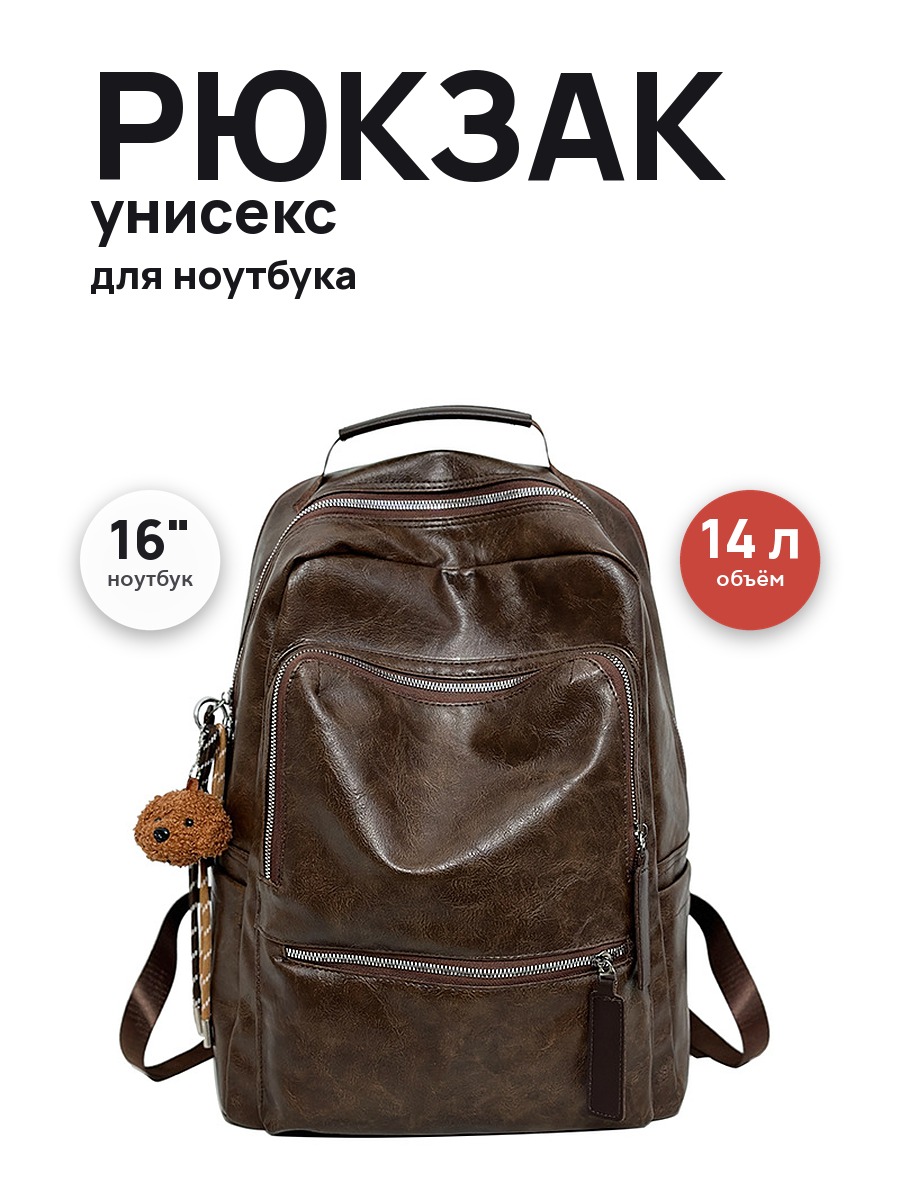 РЮКЗАК
унисекс
для ноутбука
16"
ноутбук
14 л
объём